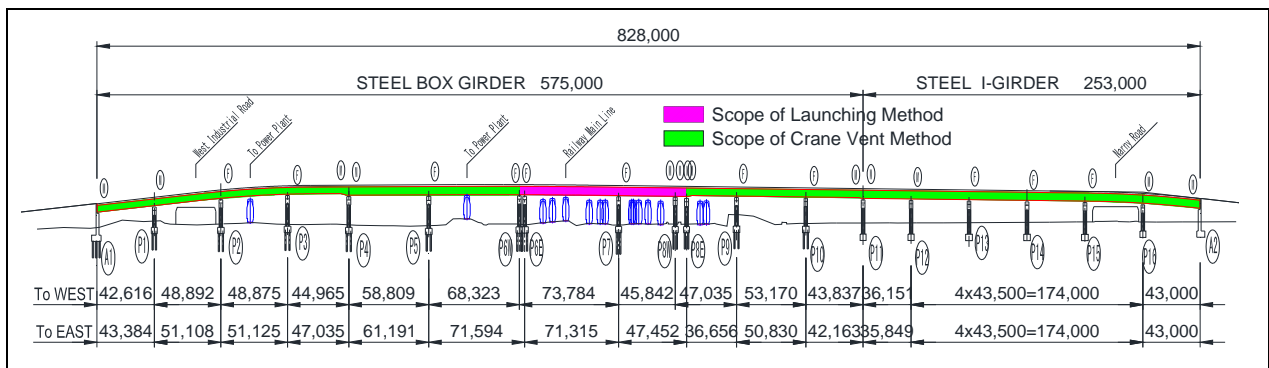 828,000
STEEL BOX GIRDER 575,000
STEEL I-GIRDER 253,000
Scope of Launching Method
Scope of Crane Vent Method
West Industrial Road
To Power Plant
To Power Plant
Railway Main Line
Narny Road
M M F F M M F F F F M M M M F F M M F F F F M
A1 P1 P2 P3 P4 P5 P6W P6E P7 P8W P8E P9 P10 P11 P12 P13 P14 P15 P16 A2
To WEST 42,616 48,892 48,875 44,965 58,809 68,323 73,784 45,842 47,035 53,170 43,837 36,151 4x43,500=174,000 43,000
To EAST 43,384 51,108 51,125 47,035 61,191 71,594 71,315 47,452 36,656 50,830 42,163 35,849 4x43,500=174,000 43,000